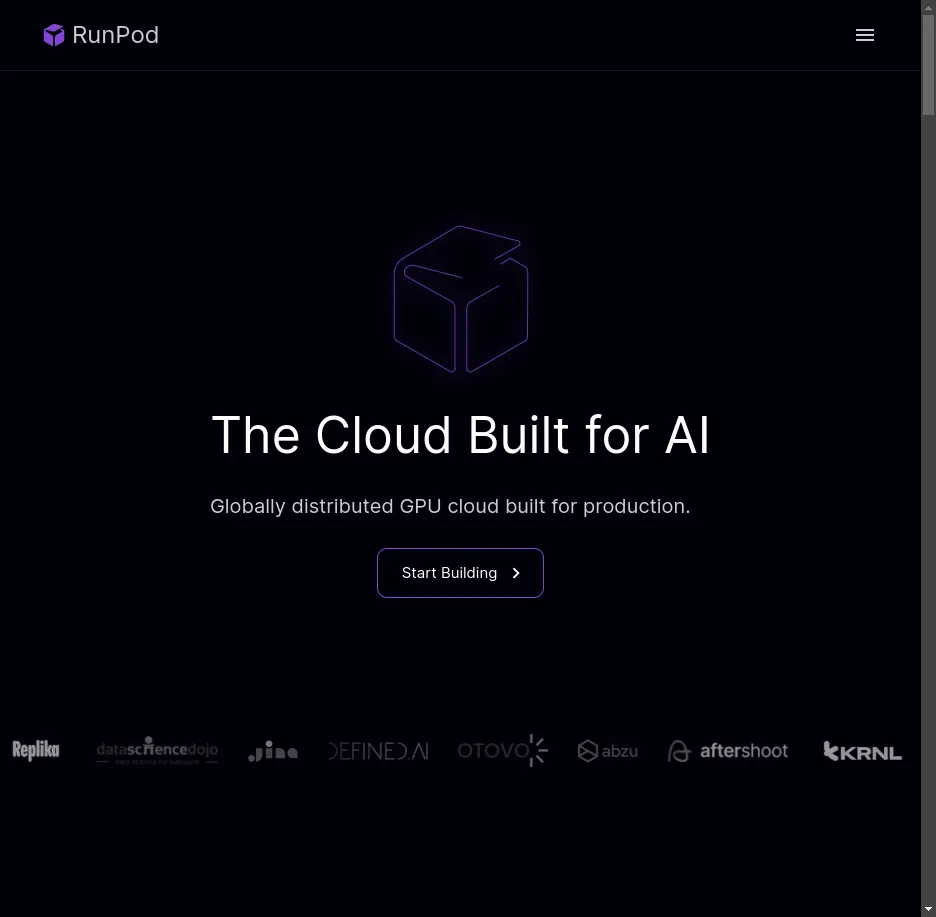 RunPod
The Cloud Built for AI
Globally distributed GPU cloud built for production.
Start Building
Replika
datasciencedojo
jina
DEFINED.AI
OTOVO
abzu
aftershoot
KRNL